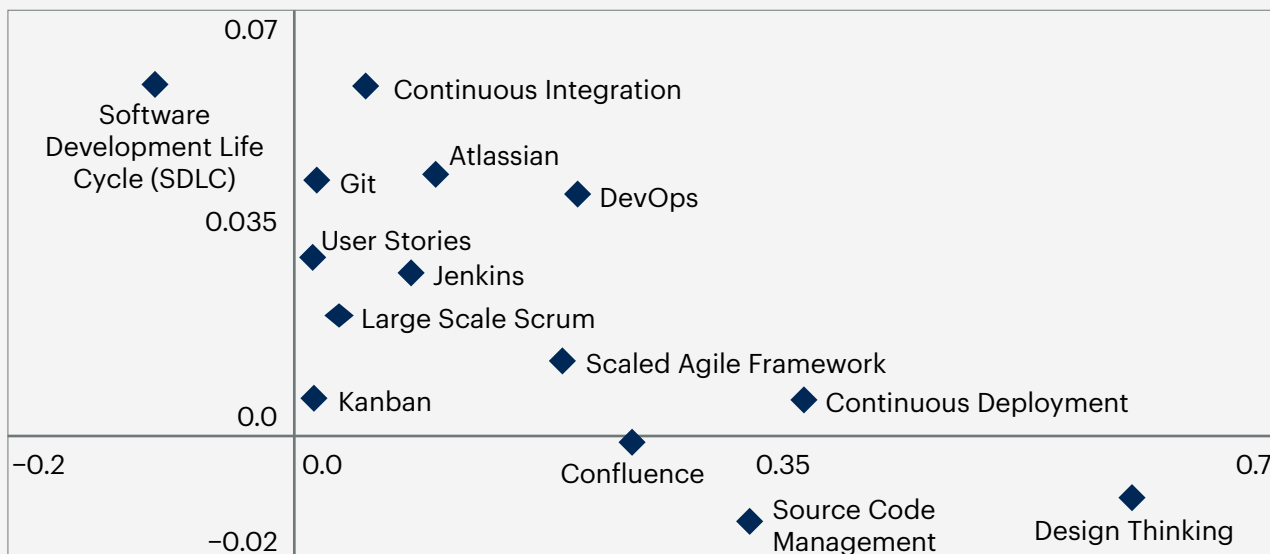 0.07
Continuous Integration
Software
Development Life
Cycle (SDLC)
Atlassian
Git
DevOps
0.035
User Stories
Jenkins
Large Scale Scrum
Scaled Agile Framework
Kanban
Continuous Deployment
0.0
−0.2
0.0
0.35
0.7
Confluence
Source Code
Management
Design Thinking
−0.02